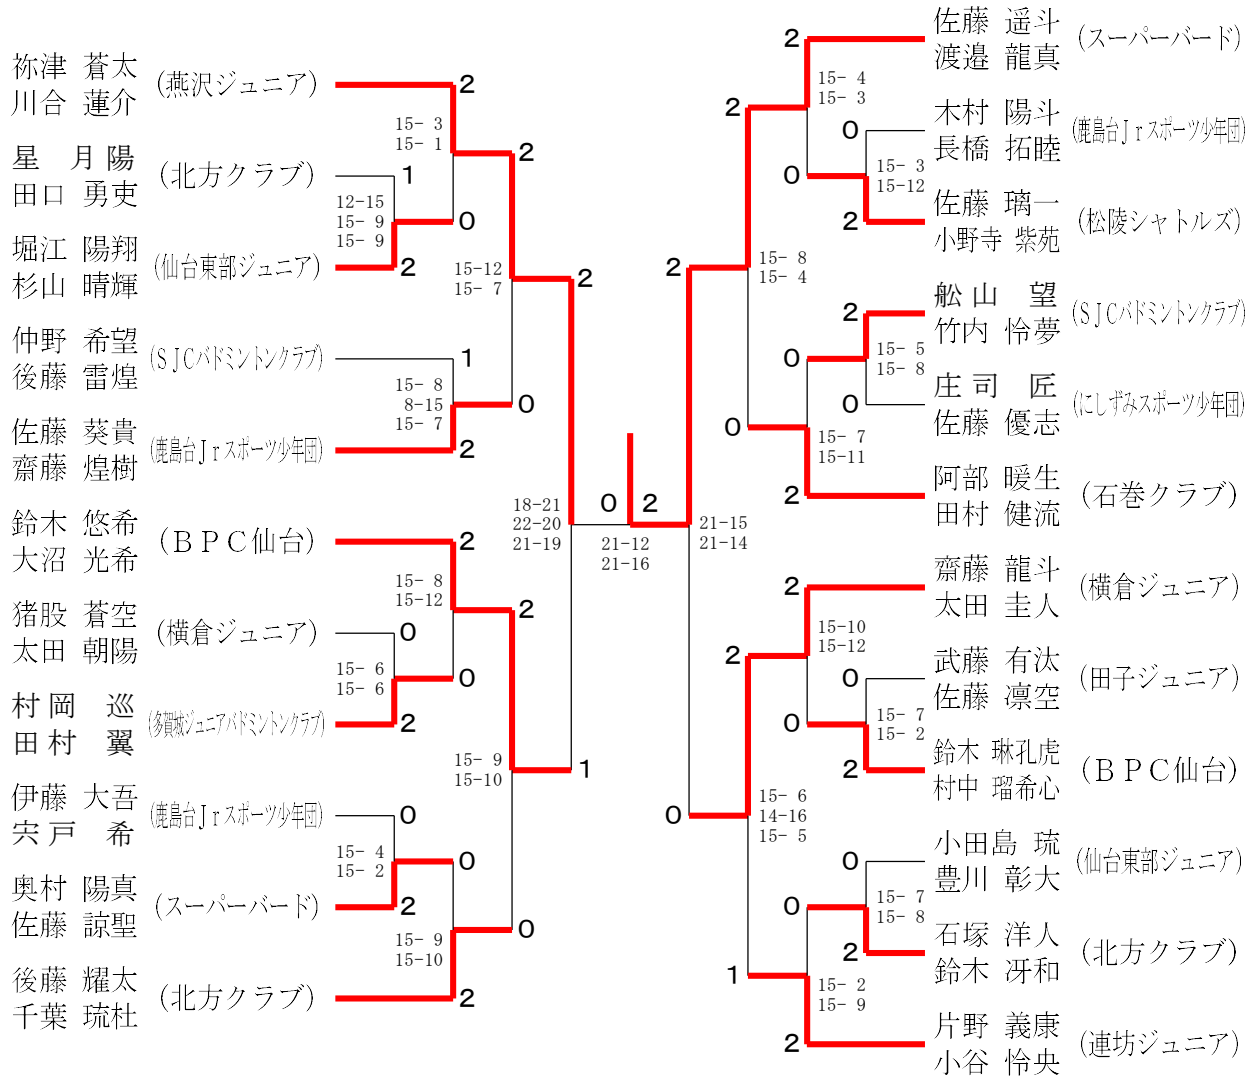 祢津 蒼太
川合 蓮介
(燕沢ジュニア)
2
15- 3
15- 1
2
星 月陽
田口 勇吏
(北方クラブ)
1
12-15
15- 9
15- 9
0
堀江 陽翔
杉山 晴輝
(仙台東部ジュニア)
2
15-12
15- 7
2
仲野 希望
後藤 雷煌
(SJCバドミントンクラブ)
1
15- 8
8-15
15- 7
0
佐藤 葵貴
齋藤 煌樹
(鹿島台Jrスポーツ少年団)
2
18-21
22-20
21-19
0
2
21-12
21-16
鈴木 悠希
大沼 光希
(BPC仙台)
2
15- 8
15-12
2
猪股 蒼空
太田 朝陽
(横倉ジュニア)
0
15- 6
15- 6
0
村岡 巡
田村 翼
(多賀城ジュニアバドミントンクラブ)
2
15- 9
15-10
1
伊藤 大吾
宍戸 希
(鹿島台Jrスポーツ少年団)
0
15- 4
15- 2
0
奥村 陽真
佐藤 諒聖
(スーパーバード)
2
15- 9
15-10
0
後藤 耀太
千葉 琉杜
(北方クラブ)
2
2
佐藤 遥斗
渡邉 龍真
(スーパーバード)
2
15- 4
15- 3
0
木村 陽斗
長橋 拓睦
(鹿島台Jrスポーツ少年団)
0
15- 3
15-12
2
佐藤 璃一
小野寺 紫苑
(松陵シャトルズ)
2
15- 8
15- 4
2
舩山 望
竹内 怜夢
(SJCバドミントンクラブ)
0
15- 5
15- 8
0
庄司 匠
佐藤 優志
(にしずみスポーツ少年団)
0
15- 7
15-11
2
阿部 暖生
田村 健流
(石巻クラブ)
21-15
21-14
2
齋藤 龍斗
太田 圭人
(横倉ジュニア)
2
15-10
15-12
0
武藤 有汰
佐藤 凛空
(田子ジュニア)
0
15- 7
15- 2
2
鈴木 琳孔虎
村中 瑠希心
(BPC仙台)
0
15- 6
14-16
15- 5
0
小田島 琉
豊川 彰大
(仙台東部ジュニア)
0
15- 7
15- 8
2
石塚 洋人
鈴木 冴和
(北方クラブ)
1
15- 2
15- 9
2
片野 義康
小谷 怜央
(連坊ジュニア)